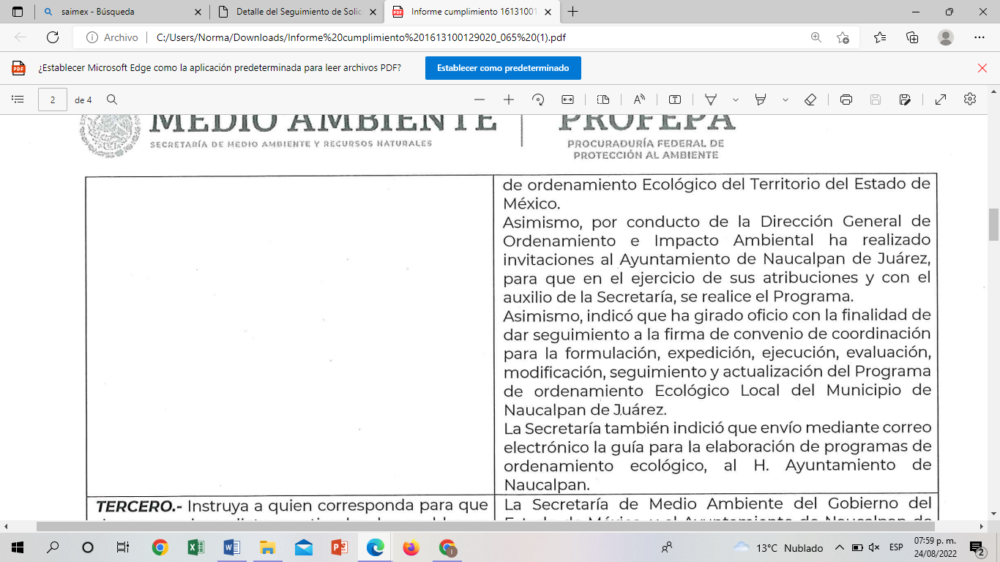 saimex - Búsqueda
Detalle del Seguimiento de Solic
Informe cumplimiento 16131001
Archivo
C:/Users/Norma/Downloads/Informe%20cumplimiento%201613100129020_065%20(1).pdf
¿Establecer Microsoft Edge como la aplicación predeterminada para leer archivos PDF?
Establecer como predeterminado
2 de 4
MEDIO AMBIENTE
SECRETARÍA DE MEDIO AMBIENTE Y RECURSOS NATURALES
PROFEPA
PROCURADURÍA FEDERAL DE
PROTECCIÓN AL AMBIENTE
de ordenamiento Ecológico del Territorio del Estado de
México.
Asimismo, por conducto de la Dirección General de
Ordenamiento e Impacto Ambiental ha realizado
invitaciones al Ayuntamiento de Naucalpan de Juárez,
para que en el ejercicio de sus atribuciones y con el
auxilio de la Secretaría, se realice el Programa.
Asimismo, indicó que ha girado oficio con la finalidad de
dar seguimiento a la firma de convenio de coordinación
para la formulación, expedición, ejecución, evaluación,
modificación, seguimiento y actualización del Programa
de ordenamiento Ecológico Local del Municipio de
Naucalpan de Juárez.
La Secretaría también indició que envío mediante correo
electrónico la guía para la elaboración de programas de
ordenamiento ecológico, al H. Ayuntamiento de
Naucalpan.
TERCERO.- Instruya a quien corresponda para que
La Secretaría de Medio Ambiente del Gobierno del
Estado de México, y el Ayuntamiento de Naucalpan de
13°C Nublado
ESP
07:59 p. m.
24/08/2022
2